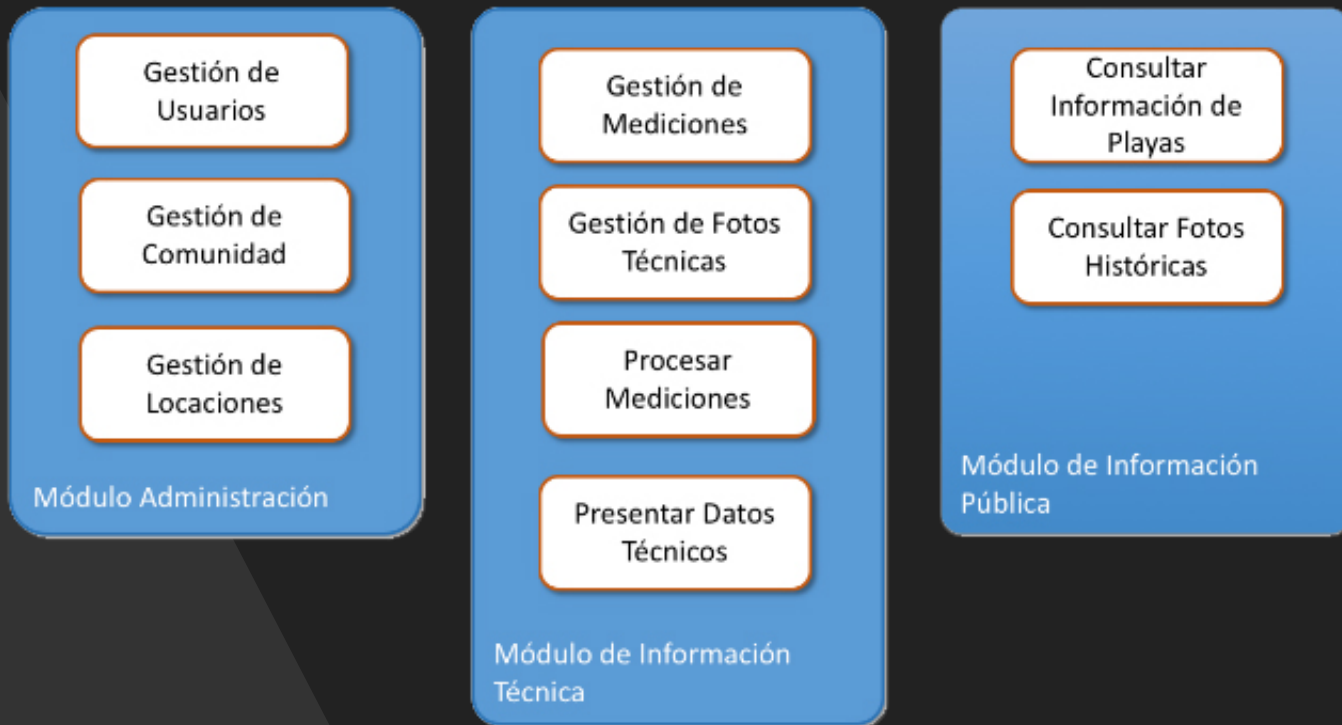 Gestión de
Usuarios
Gestión de
Comunidad
Gestión de
Locaciones
Módulo Administración
Gestión de
Mediciones
Gestión de Fotos
Técnicas
Procesar
Mediciones
Presentar Datos
Técnicos
Módulo de Información
Técnica
Consultar
Información de
Playas
Consultar Fotos
Históricas
Módulo de Información
Pública